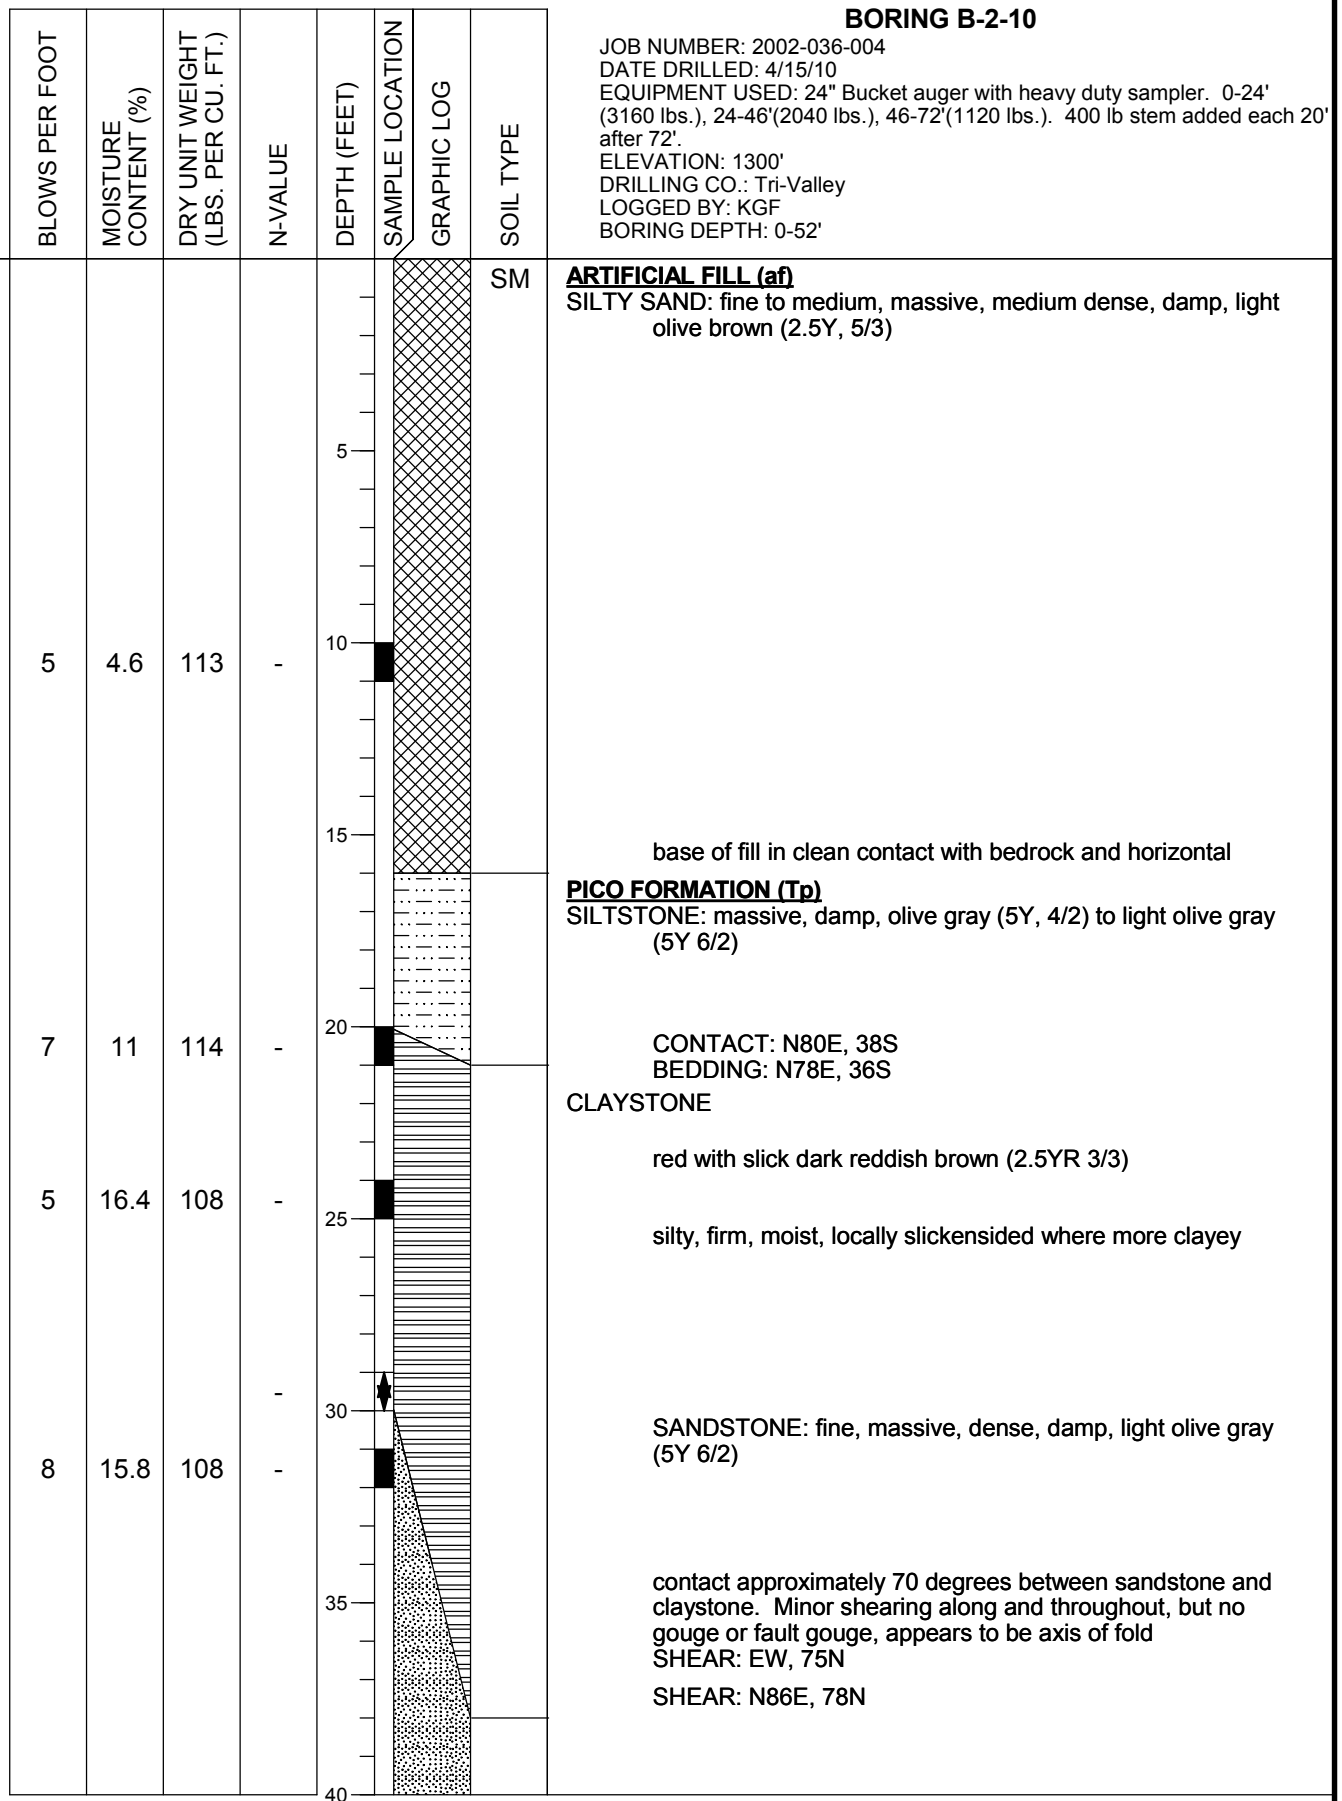 BORING B-2-10
JOB NUMBER: 2002-036-004
DATE DRILLED: 4/15/10
EQUIPMENT USED: 24" Bucket auger with heavy duty sampler. 0-24'
(3160 lbs.), 24-46'(2040 lbs.), 46-72'(1120 lbs.). 400 lb stem added each 20'
after 72'.
ELEVATION: 1300'
DRILLING CO.: Tri-Valley
LOGGED BY: KGF
BORING DEPTH: 0-52'
BLOWS PER FOOT
MOISTURE
CONTENT (%)
DRY UNIT WEIGHT
(LBS. PER CU. FT.)
N-VALUE
DEPTH (FEET)
SAMPLE LOCATION
GRAPHIC LOG
SOIL TYPE
SM
ARTIFICIAL FILL (af)
SILTY SAND: fine to medium, massive, medium dense, damp, light
olive brown (2.5Y, 5/3)
5
10
5 4.6 113 -
15
base of fill in clean contact with bedrock and horizontal
PICO FORMATION (Tp)
SILTSTONE: massive, damp, olive gray (5Y, 4/2) to light olive gray
(5Y 6/2)
20
7 11 114 -
CONTACT: N80E, 38S
BEDDING: N78E, 36S
CLAYSTONE
red with slick dark reddish brown (2.5YR 3/3)
5 16.4 108 -
25
silty, firm, moist, locally slickensided where more clayey
-
30
SANDSTONE: fine, massive, dense, damp, light olive gray
(5Y 6/2)
8 15.8 108 -
contact approximately 70 degrees between sandstone and
35
claystone. Minor shearing along and throughout, but no
gouge or fault gouge, appears to be axis of fold
SHEAR: EW, 75N
SHEAR: N86E, 78N
40